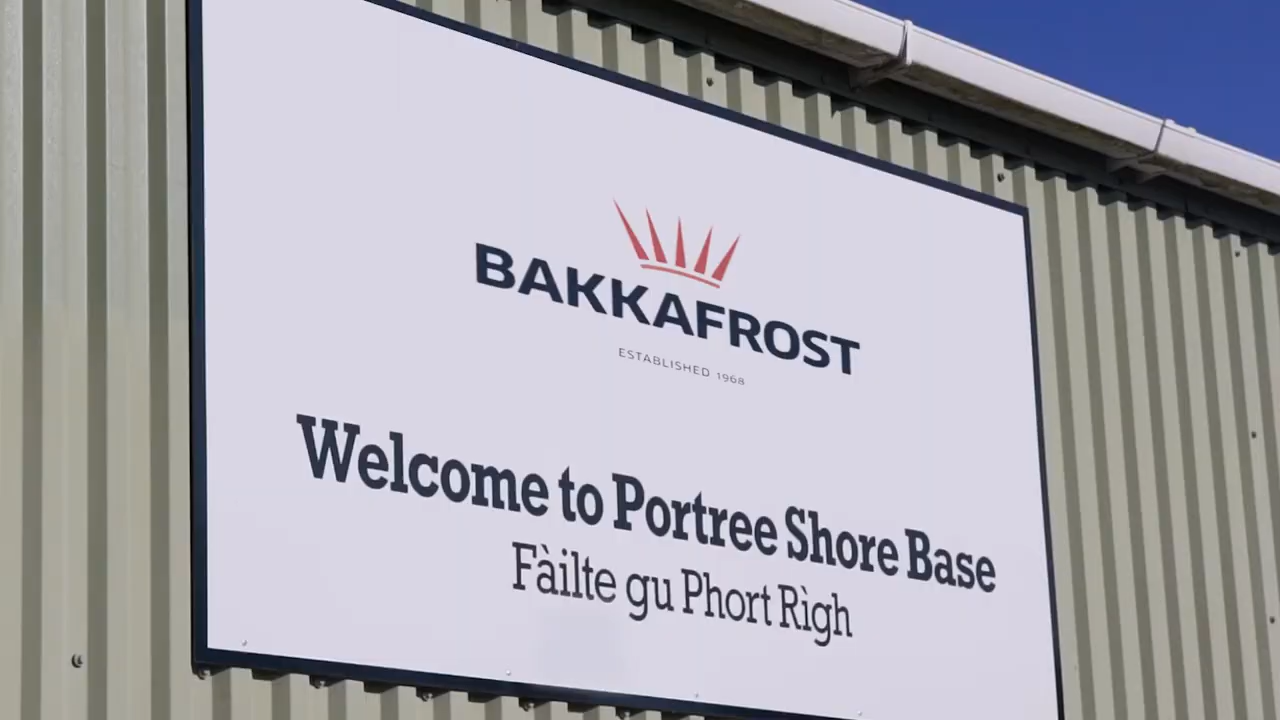 BAKKAFROST
ESTABLISHED 1968
Welcome to Portree Shore Base
Fàilte gu Phort Rìgh